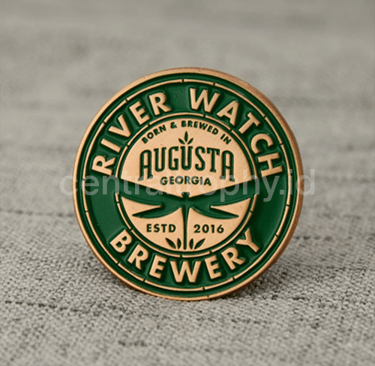 RIVER WATCH
BORN & BREWED IN
AUGUSTA
GEORGIA
ESTD 2016
BREWERY